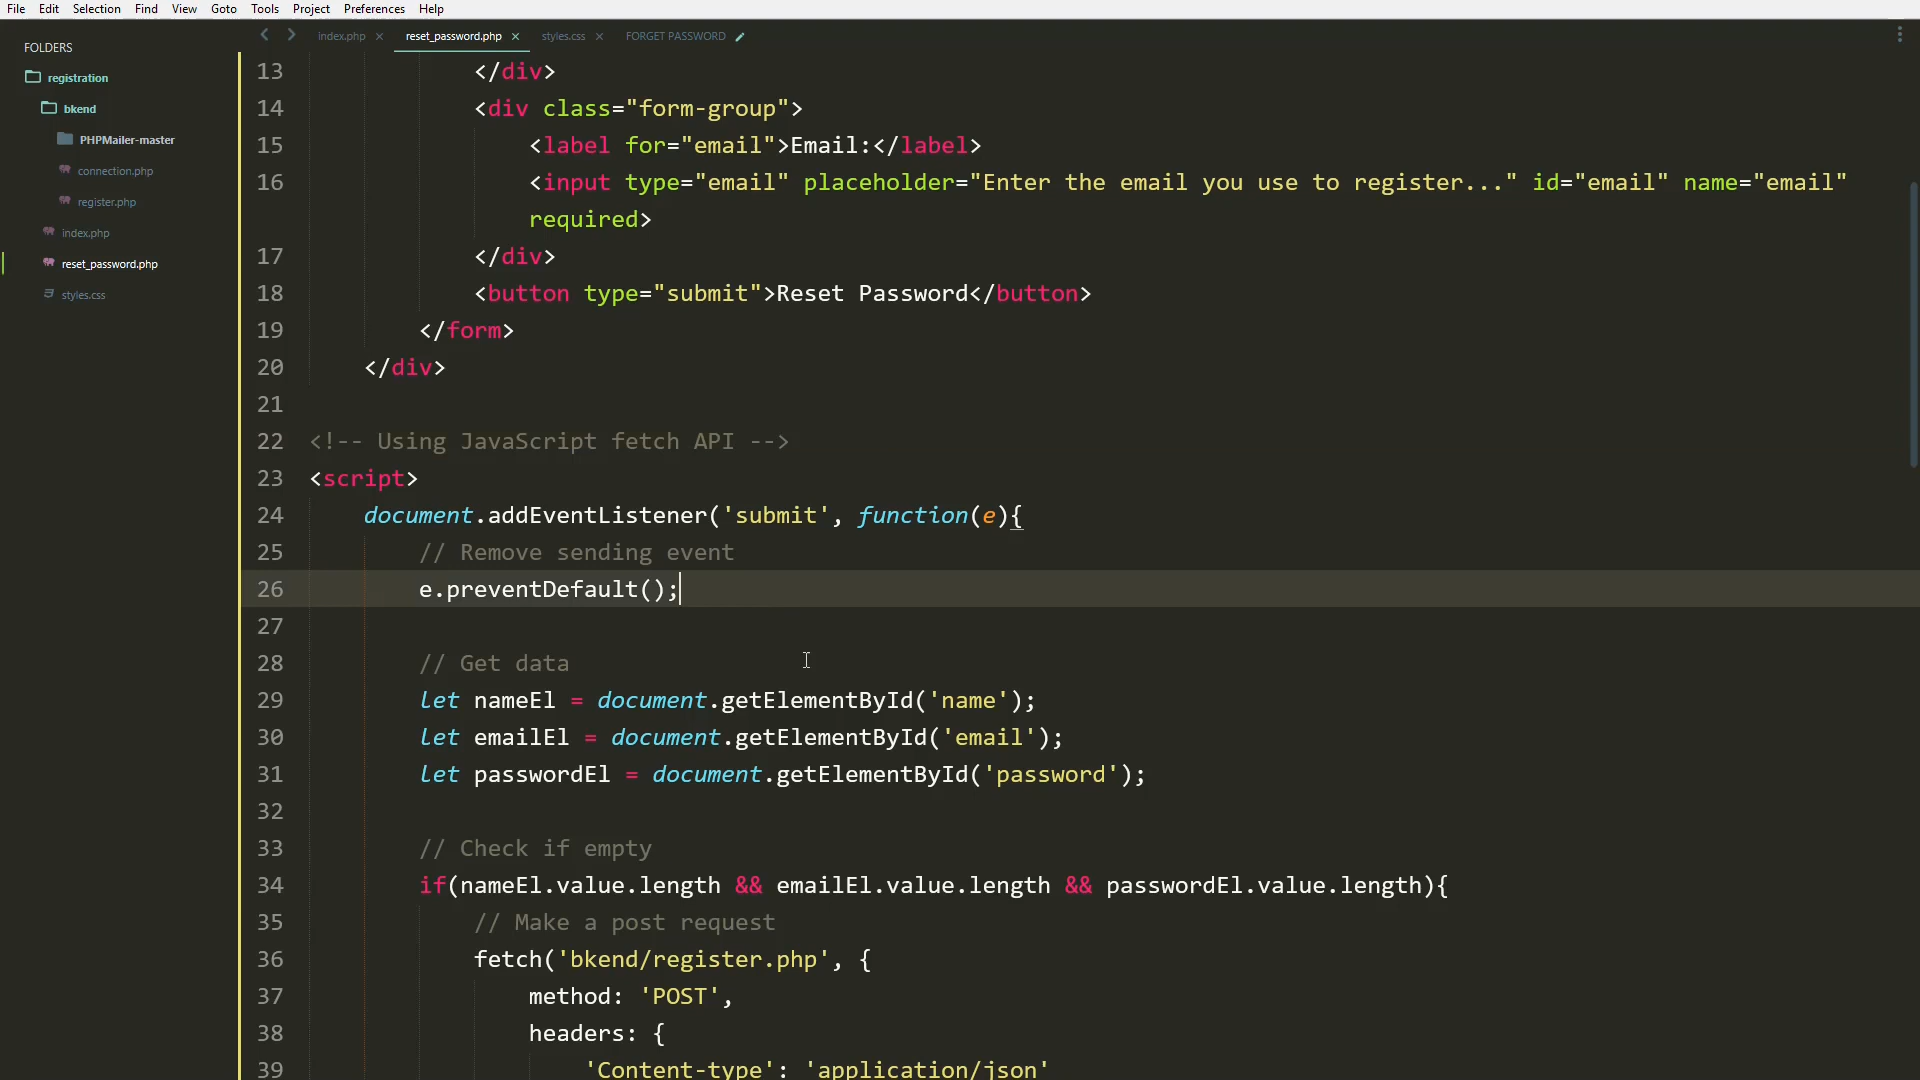 File Edit Selection Find View Goto Tools Project Preferences Help
FOLDERS
registration
bkend
PHPMailer-master
connection.php
register.php
index.php
reset_password.php
styles.css
index.php × reset_password.php × styles.css × FORGET PASSWORD
13 </div>
14 <div class="form-group">
15 <label for="email">Email:</label>
16 <input type="email" placeholder="Enter the email you use to register..." id="email" name="email"
required>
17 </div>
18 <button type="submit">Reset Password</button>
19 </form>
20 </div>
21
22 <!-- Using JavaScript fetch API -->
23 <script>
24 document.addEventListener('submit', function(e){
25 // Remove sending event
26 e.preventDefault();
27
28 // Get data
29 let nameEl = document.getElementById('name');
30 let emailEl = document.getElementById('email');
31 let passwordEl = document.getElementById('password');
32
33 // Check if empty
34 if(nameEl.value.length && emailEl.value.length && passwordEl.value.length){
35 // Make a post request
36 fetch('bkend/register.php', {
37 method: 'POST',
38 headers: {
39 'Content-type': 'application/json'